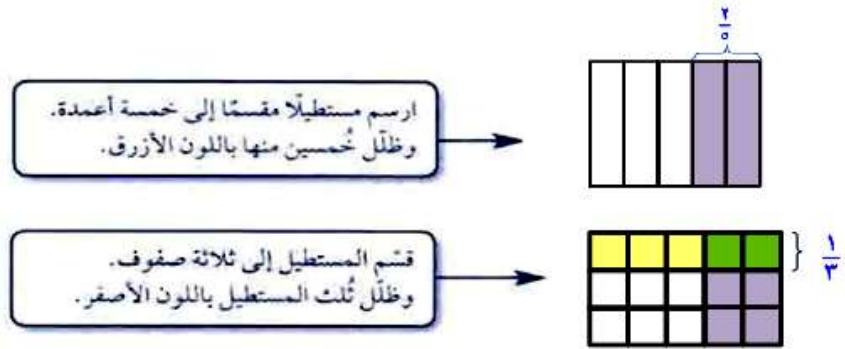 ٢
٥
ارسم مستطيلًا مقسمًا إلى خمسة أعمدة.
وظلّل خُمسين منها باللون الأزرق.
قسّم المستطيل إلى ثلاثة صفوف.
وظلّل ثُلث المستطيل باللون الأصفر.
١
٣